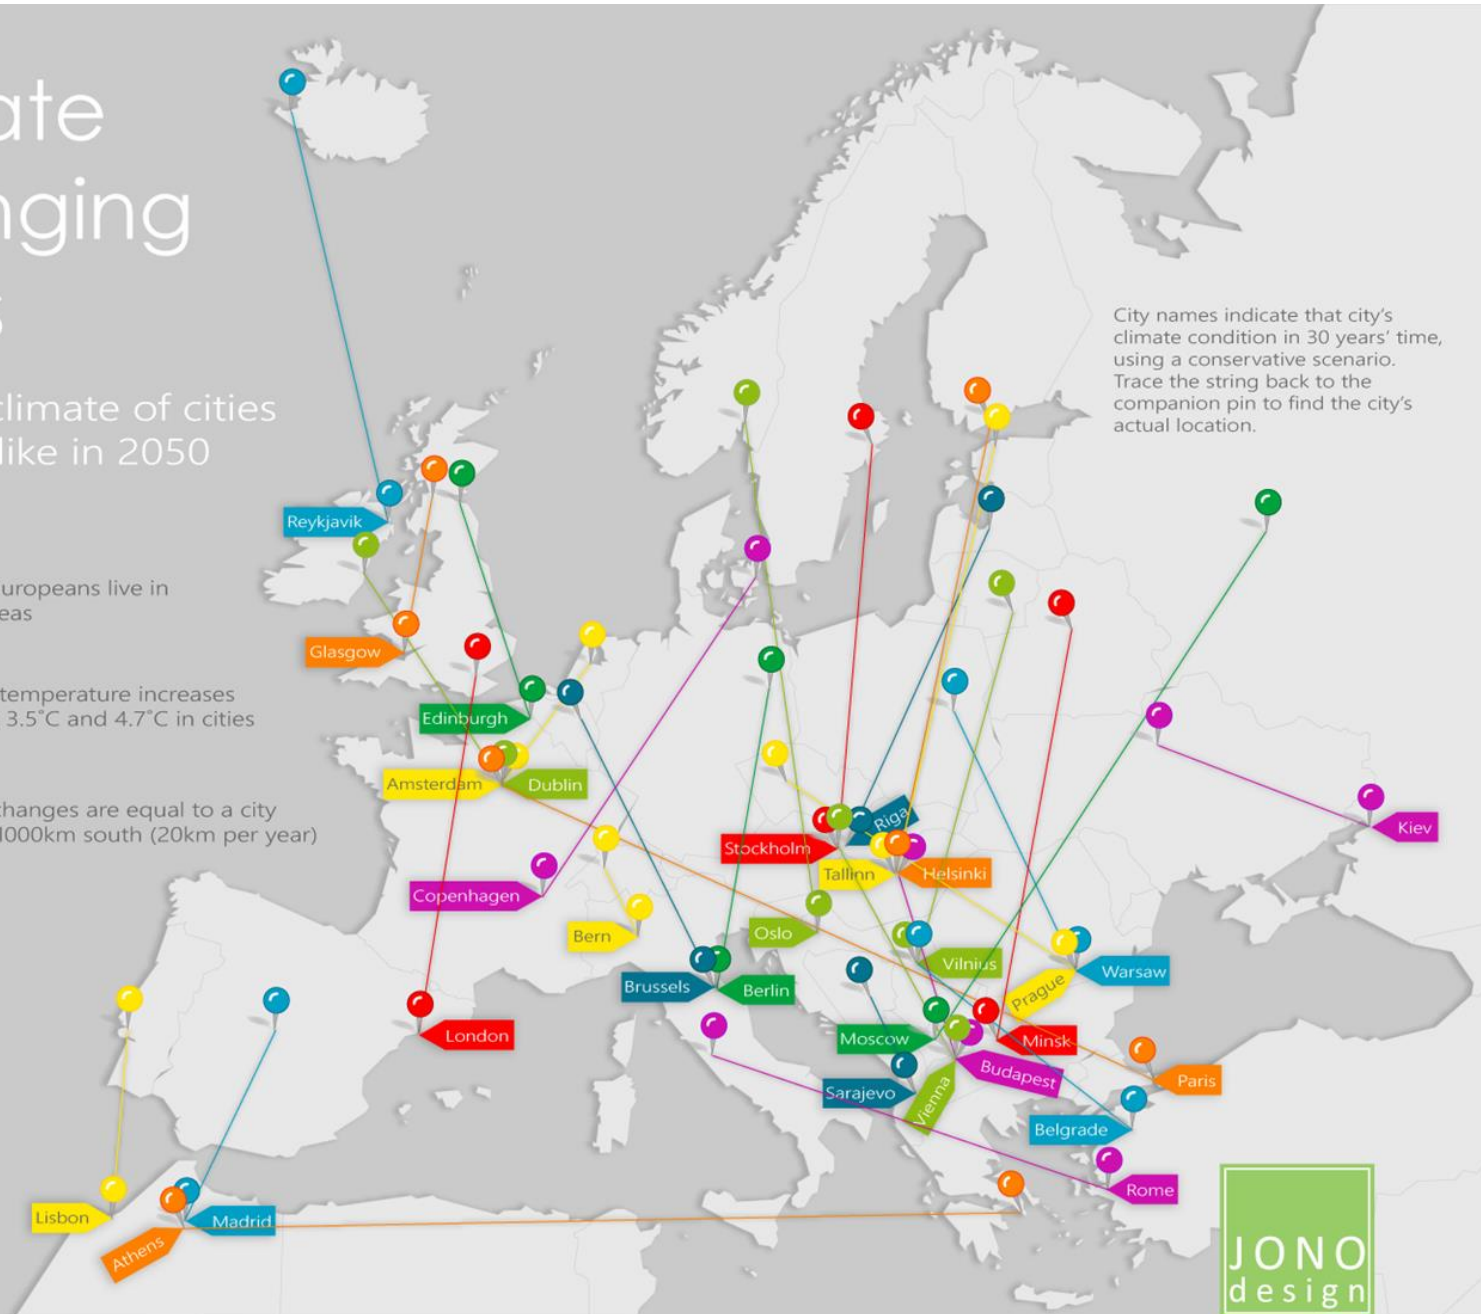 ate
nging
s
climate of cities
like in 2050
uropeans live in
eas
temperature increases
3.5°C and 4.7°C in cities
changes are equal to a city
1000km south (20km per year)
City names indicate that city's
climate condition in 30 years' time,
using a conservative scenario.
Trace the string back to the
companion pin to find the city's
actual location.
Reykjavik
Glasgow
Edinburgh
Amsterdam
Dublin
Riga
Kiev
Stockholm
Tallinn
Helsinki
Copenhagen
Bern
Oslo
Vilnius
Warsaw
Prague
Brussels
Berlin
London
Moscow
Minsk
Budapest
Paris
Sarajevo
Vienna
Belgrade
Rome
Lisbon
Madrid
Athens
JONO
design